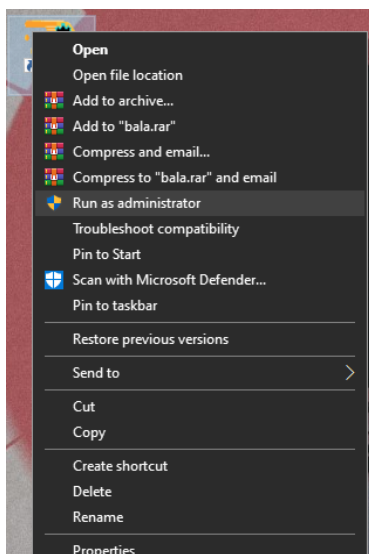 Open
Open file location
Add to archive...
Add to "bala.rar"
Compress and email...
Compress to "bala.rar" and email
Run as administrator
Troubleshoot compatibility
Pin to Start
Scan with Microsoft Defender...
Pin to taskbar
Restore previous versions
Send to
Cut
Copy
Create shortcut
Delete
Rename
Properties